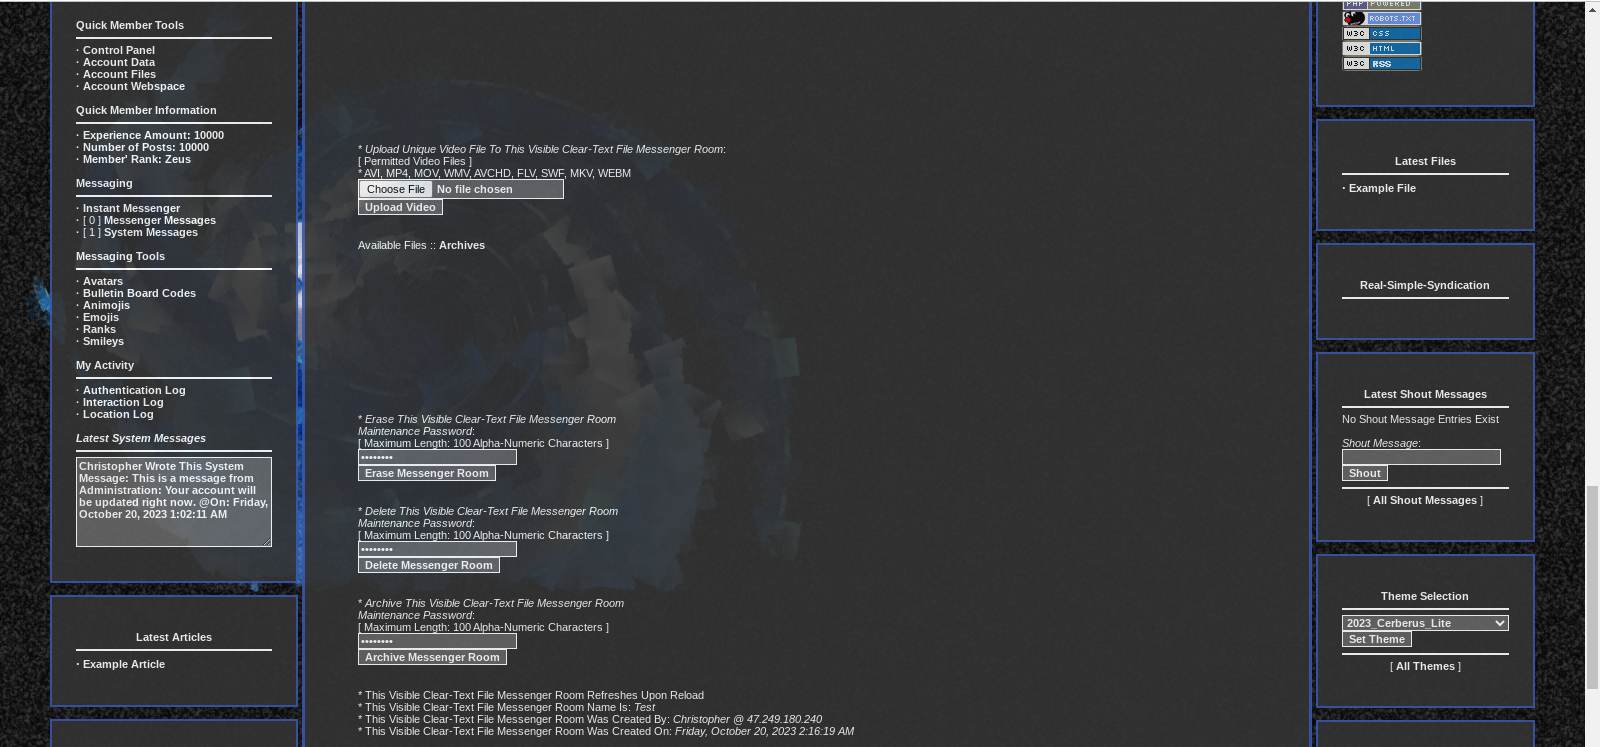 Quick Member Tools
· Control Panel
· Account Data
· Account Files
· Account Webspace
Quick Member Information
· Experience Amount: 10000
· Number of Posts: 10000
· Member' Rank: Zeus
Messaging
· Instant Messenger
· [ 0 ] Messenger Messages
· [ 1 ] System Messages
Messaging Tools
· Avatars
· Bulletin Board Codes
· Animojis
· Emojis
· Ranks
· Smileys
My Activity
· Authentication Log
· Interaction Log
· Location Log
Latest System Messages
Christopher Wrote This System
Message: This is a message from
Administration: Your account will
be updated right now. @On: Friday,
October 20, 2023 1:02:11 AM
Latest Articles
· Example Article
* Upload Unique Video File To This Visible Clear-Text File Messenger Room:
[ Permitted Video Files ]
* AVI, MP4, MOV, WMV, AVCHD, FLV, SWF, MKV, WEBM
Choose File No file chosen
Upload Video
Available Files :: Archives
* Erase This Visible Clear-Text File Messenger Room
Maintenance Password:
[ Maximum Length: 100 Alpha-Numeric Characters ]
••••••••
Erase Messenger Room
* Delete This Visible Clear-Text File Messenger Room
Maintenance Password:
[ Maximum Length: 100 Alpha-Numeric Characters ]
••••••••
Delete Messenger Room
* Archive This Visible Clear-Text File Messenger Room
Maintenance Password:
[ Maximum Length: 100 Alpha-Numeric Characters ]
••••••••
Archive Messenger Room
* This Visible Clear-Text File Messenger Room Refreshes Upon Reload
* This Visible Clear-Text File Messenger Room Name Is: Test
* This Visible Clear-Text File Messenger Room Was Created By: Christopher @ 47.249.180.240
* This Visible Clear-Text File Messenger Room Was Created On: Friday, October 20, 2023 2:16:19 AM
PHP POWERED
ROBOTS.TXT
W3C CSS
W3C HTML
W3C RSS
Latest Files
· Example File
Real-Simple-Syndication
Latest Shout Messages
No Shout Message Entries Exist
Shout Message:
Shout
[ All Shout Messages ]
Theme Selection
2023_Cerberus_Lite
Set Theme
[ All Themes ]